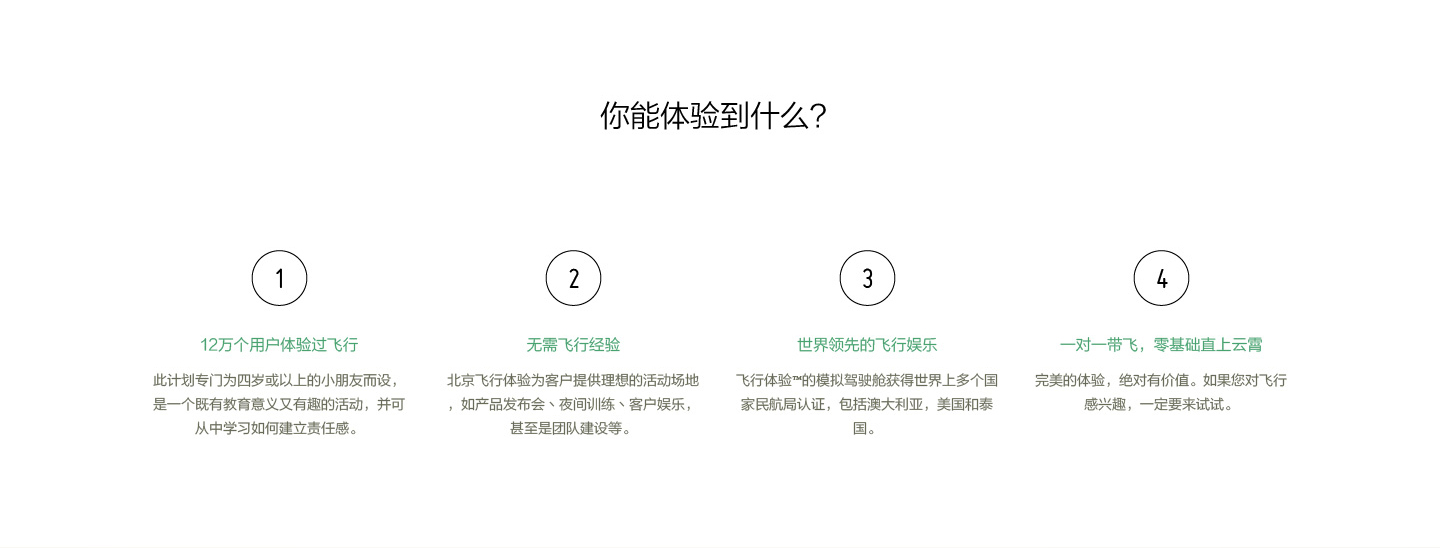 你能体验到什么?
1
12万个用户体验过飞行
此计划专门为四岁或以上的小朋友而设，
是一个既有教育意义又有趣的活动，并可
从中学习如何建立责任感。
2
无需飞行经验
北京飞行体验为客户提供理想的活动场地
，如产品发布会、夜间训练、客户娱乐，
甚至是团队建设等。
3
世界领先的飞行娱乐
飞行体验™的模拟驾驶舱获得世界上多个国
家民航局认证，包括澳大利亚，美国和泰
国。
4
一对一带飞，零基础直上云霄
完美的体验，绝对有价值。如果您对飞行
感兴趣，一定要来试试。